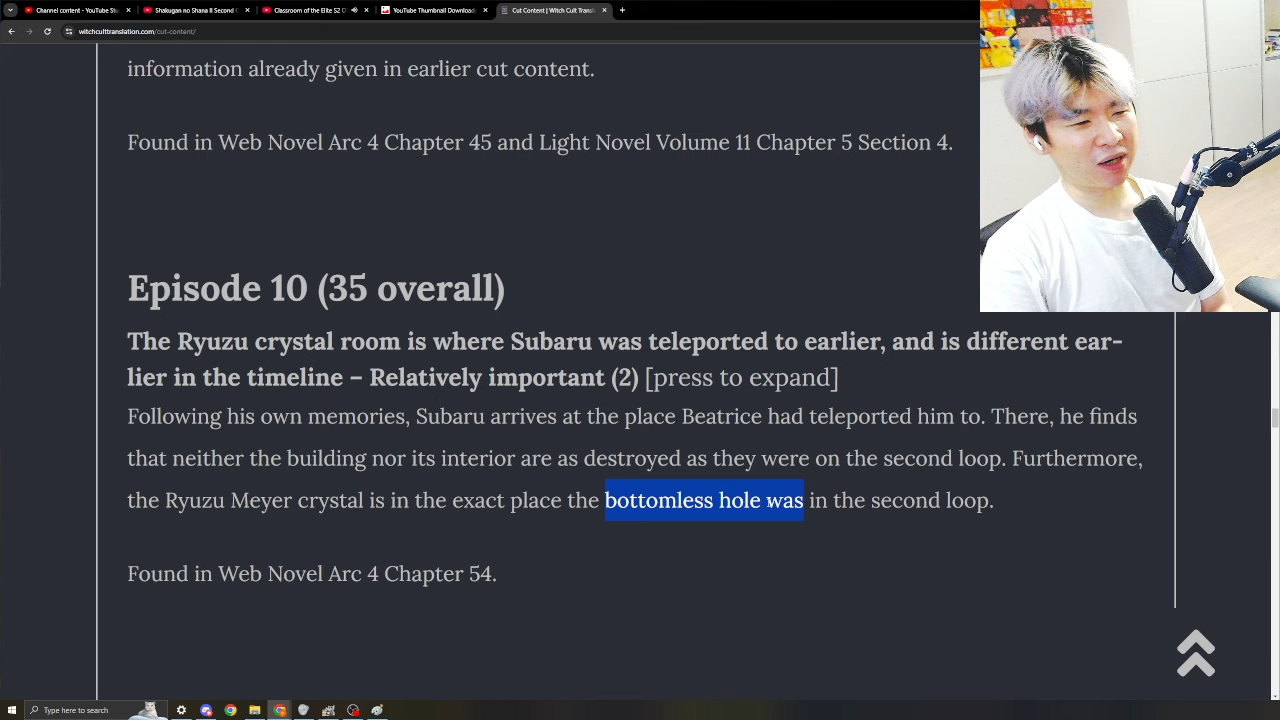 Channel content - YouTube Stu
Shakugan no Shana II Second C
Classroom of the Elite S2 O
YouTube Thumbnail Downloade
Cut Content | Witch Cult Transl
witchculttranslation.com/cut-content/
information already given in earlier cut content.
Found in Web Novel Arc 4 Chapter 45 and Light Novel Volume 11 Chapter 5 Section 4.
Episode 10 (35 overall)
The Ryuzu crystal room is where Subaru was teleported to earlier, and is different ear-
lier in the timeline – Relatively important (2) [press to expand]
Following his own memories, Subaru arrives at the place Beatrice had teleported him to. There, he finds
that neither the building nor its interior are as destroyed as they were on the second loop. Furthermore,
the Ryuzu Meyer crystal is in the exact place the bottomless hole was in the second loop.
Found in Web Novel Arc 4 Chapter 54.
Type here to search